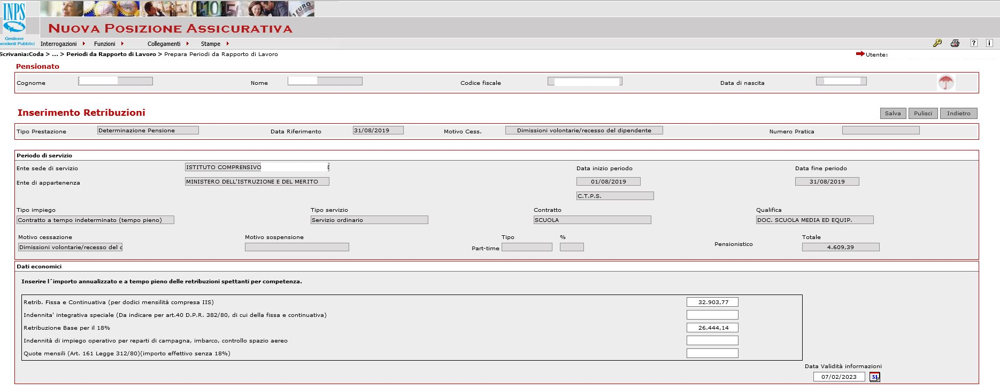 INPS
Gestione
pendenti Pubblici
NUOVA POSIZIONE ASSICURATIVA
Interrogazioni Funzioni Collegamenti Stampe
Scrivania:Coda > ... > Periodi da Rapporto di Lavoro > Prepara Periodi da Rapporto di Lavoro
Utente:
Pensionato
Cognome Nome Codice fiscale Data di nascita
Inserimento Retribuzioni
Salva Pulisci Indietro
Tipo Prestazione Determinazione Pensione Data Riferimento 31/08/2019 Motivo Cess. Dimissioni volontarie/recesso del dipendente Numero Pratica
Periodo di servizio
Ente sede di servizio ISTITUTO COMPRENSIVO Data inizio periodo Data fine periodo
Ente di appartenenza MINISTERO DELL'ISTRUZIONE E DEL MERITO 01/08/2019 31/08/2019
C.T.P.S.
Tipo impiego Tipo servizio Contratto Qualifica
Contratto a tempo indeterminato (tempo pieno) Servizio ordinario SCUOLA DOC. SCUOLA MEDIA ED EQUIP.
Motivo cessazione Motivo sospensione Tipo % Totale
Dimissioni volontarie/recesso del d Part-time Pensionistico 4.609,39
Dati economici
Inserire l´importo annualizzato e a tempo pieno delle retribuzioni spettanti per competenza.
Retrib. Fissa e Continuativa (per dodici mensilità compresa IIS) 32.903,77
Indennita' integrativa speciale (Da indicare per art.40 D.P.R. 382/80, di cui della fissa e continuativa)
Retribuzione Base per il 18% 26.444,14
Indennità di impiego operativo per reparti di campagna, imbarco, controllo spazio aereo
Quote mensili (Art. 161 Legge 312/80)(importo effettivo senza 18%)
Data Validità informazioni
07/02/2023 31